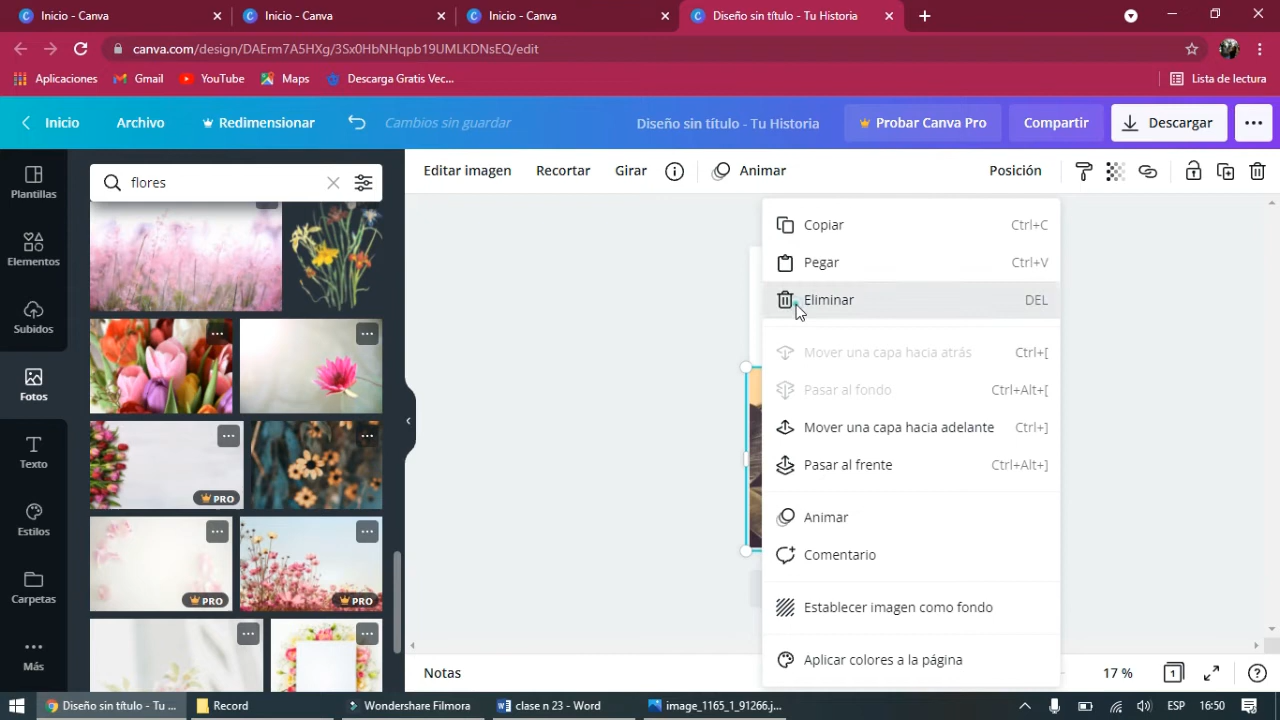 Inicio - Canva
Inicio - Canva
Inicio - Canva
Diseño sin título - Tu Historia
canva.com/design/DAErm7A5HXg/3Sx0HbNHqpb19UMLKDNsEQ/edit
Aplicaciones
Gmail
YouTube
Maps
Descarga Gratis Vec...
Lista de lectura
Inicio
Archivo
Redimensionar
Cambios sin guardar
Diseño sin título - Tu Historia
Probar Canva Pro
Compartir
Descargar
Plantillas
Elementos
Subidos
Fotos
Texto
Estilos
Carpetas
Más
flores
PRO
PRO
PRO
Editar imagen
Recortar
Girar
Animar
Posición
Copiar Ctrl+C
Pegar Ctrl+V
Eliminar DEL
Mover una capa hacia atrás Ctrl+[
Pasar al fondo Ctrl+Alt+[
Mover una capa hacia adelante Ctrl+]
Pasar al frente Ctrl+Alt+]
Animar
Comentario
Establecer imagen como fondo
Aplicar colores a la página
Notas
17 %
1
Diseño sin título - Tu ...
Record
Wondershare Filmora
clase n 23 - Word
image_1165_1_91266.j...
ESP
16:50